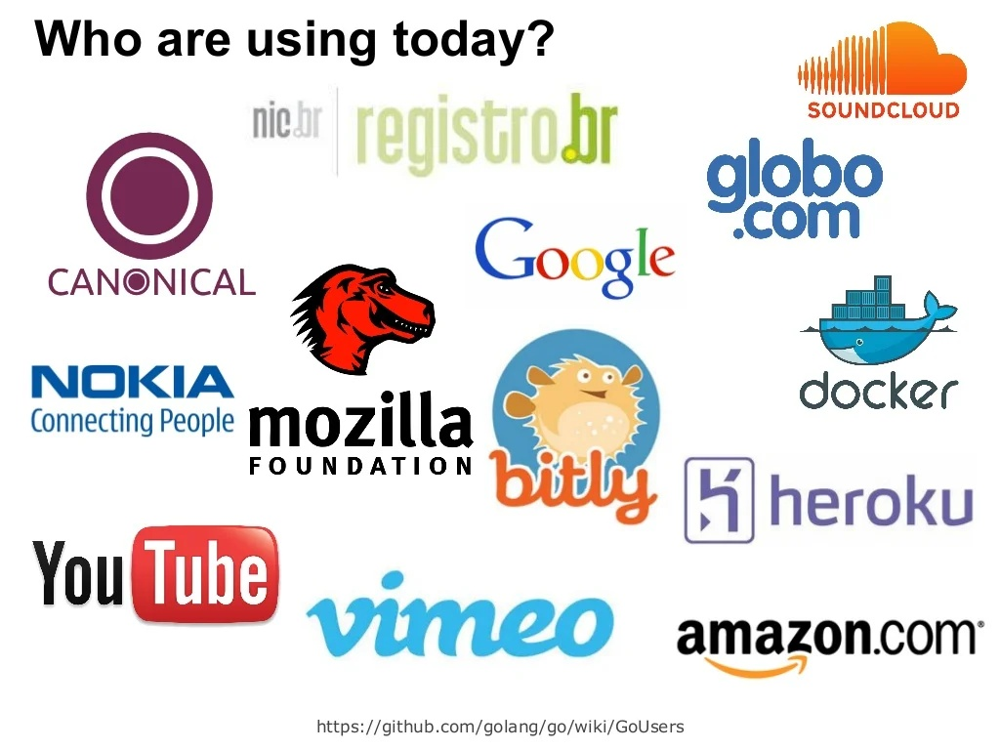 Who are using today?
SOUNDCLOUD
nic.br
registro.br
globo
.com
CANONICAL
Google
docker
NOKIA
Connecting People
mozilla
FOUNDATION
bitly
heroku
YouTube
vimeo
amazon.com®
https://github.com/golang/go/wiki/GoUsers